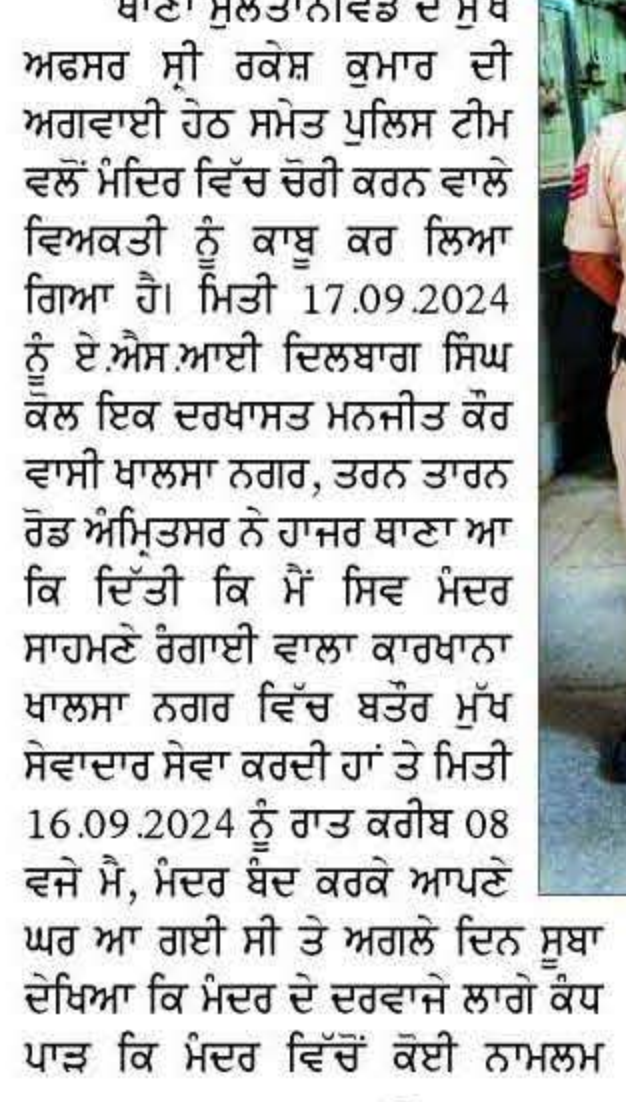 ਥਾਣਾ ਸੁਲਤਾਨਵਿੰਡ ਦੇ ਮੁੱਖ
ਅਫਸਰ ਸ੍ਰੀ ਰਕੇਸ਼ ਕੁਮਾਰ ਦੀ
ਅਗਵਾਈ ਹੇਠ ਸਮੇਤ ਪੁਲਿਸ ਟੀਮ
ਵਲੋਂ ਮੰਦਿਰ ਵਿੱਚ ਚੋਰੀ ਕਰਨ ਵਾਲੇ
ਵਿਅਕਤੀ ਨੂੰ ਕਾਬੂ ਕਰ ਲਿਆ
ਗਿਆ ਹੈ। ਮਿਤੀ 17.09.2024
ਨੂੰ ਏ.ਐਸ.ਆਈ ਦਿਲਬਾਗ ਸਿੰਘ
ਕੋਲ ਇਕ ਦਰਖਾਸਤ ਮਨਜੀਤ ਕੌਰ
ਵਾਸੀ ਖਾਲਸਾ ਨਗਰ, ਤਰਨ ਤਾਰਨ
ਰੋਡ ਅੰਮ੍ਰਿਤਸਰ ਨੇ ਹਾਜਰ ਥਾਣਾ ਆ
ਕਿ ਦਿੱਤੀ ਕਿ ਮੈਂ ਸਿਵ ਮੰਦਰ
ਸਾਹਮਣੇ ਰੰਗਾਈ ਵਾਲਾ ਕਾਰਖਾਨਾ
ਖਾਲਸਾ ਨਗਰ ਵਿੱਚ ਬਤੌਰ ਮੁੱਖ
ਸੇਵਾਦਾਰ ਸੇਵਾ ਕਰਦੀ ਹਾਂ ਤੇ ਮਿਤੀ
16.09.2024 ਨੂੰ ਰਾਤ ਕਰੀਬ 08
ਵਜੇ ਮੈ, ਮੰਦਰ ਬੰਦ ਕਰਕੇ ਆਪਣੇ
ਘਰ ਆ ਗਈ ਸੀ ਤੇ ਅਗਲੇ ਦਿਨ ਸੂਬਾ
ਦੇਖਿਆ ਕਿ ਮੰਦਰ ਦੇ ਦਰਵਾਜੇ ਲਾਗੇ ਕੰਧ
ਪਾੜ ਕਿ ਮੰਦਰ ਵਿੱਚੋਂ ਕੋਈ ਨਾਮਲਮ